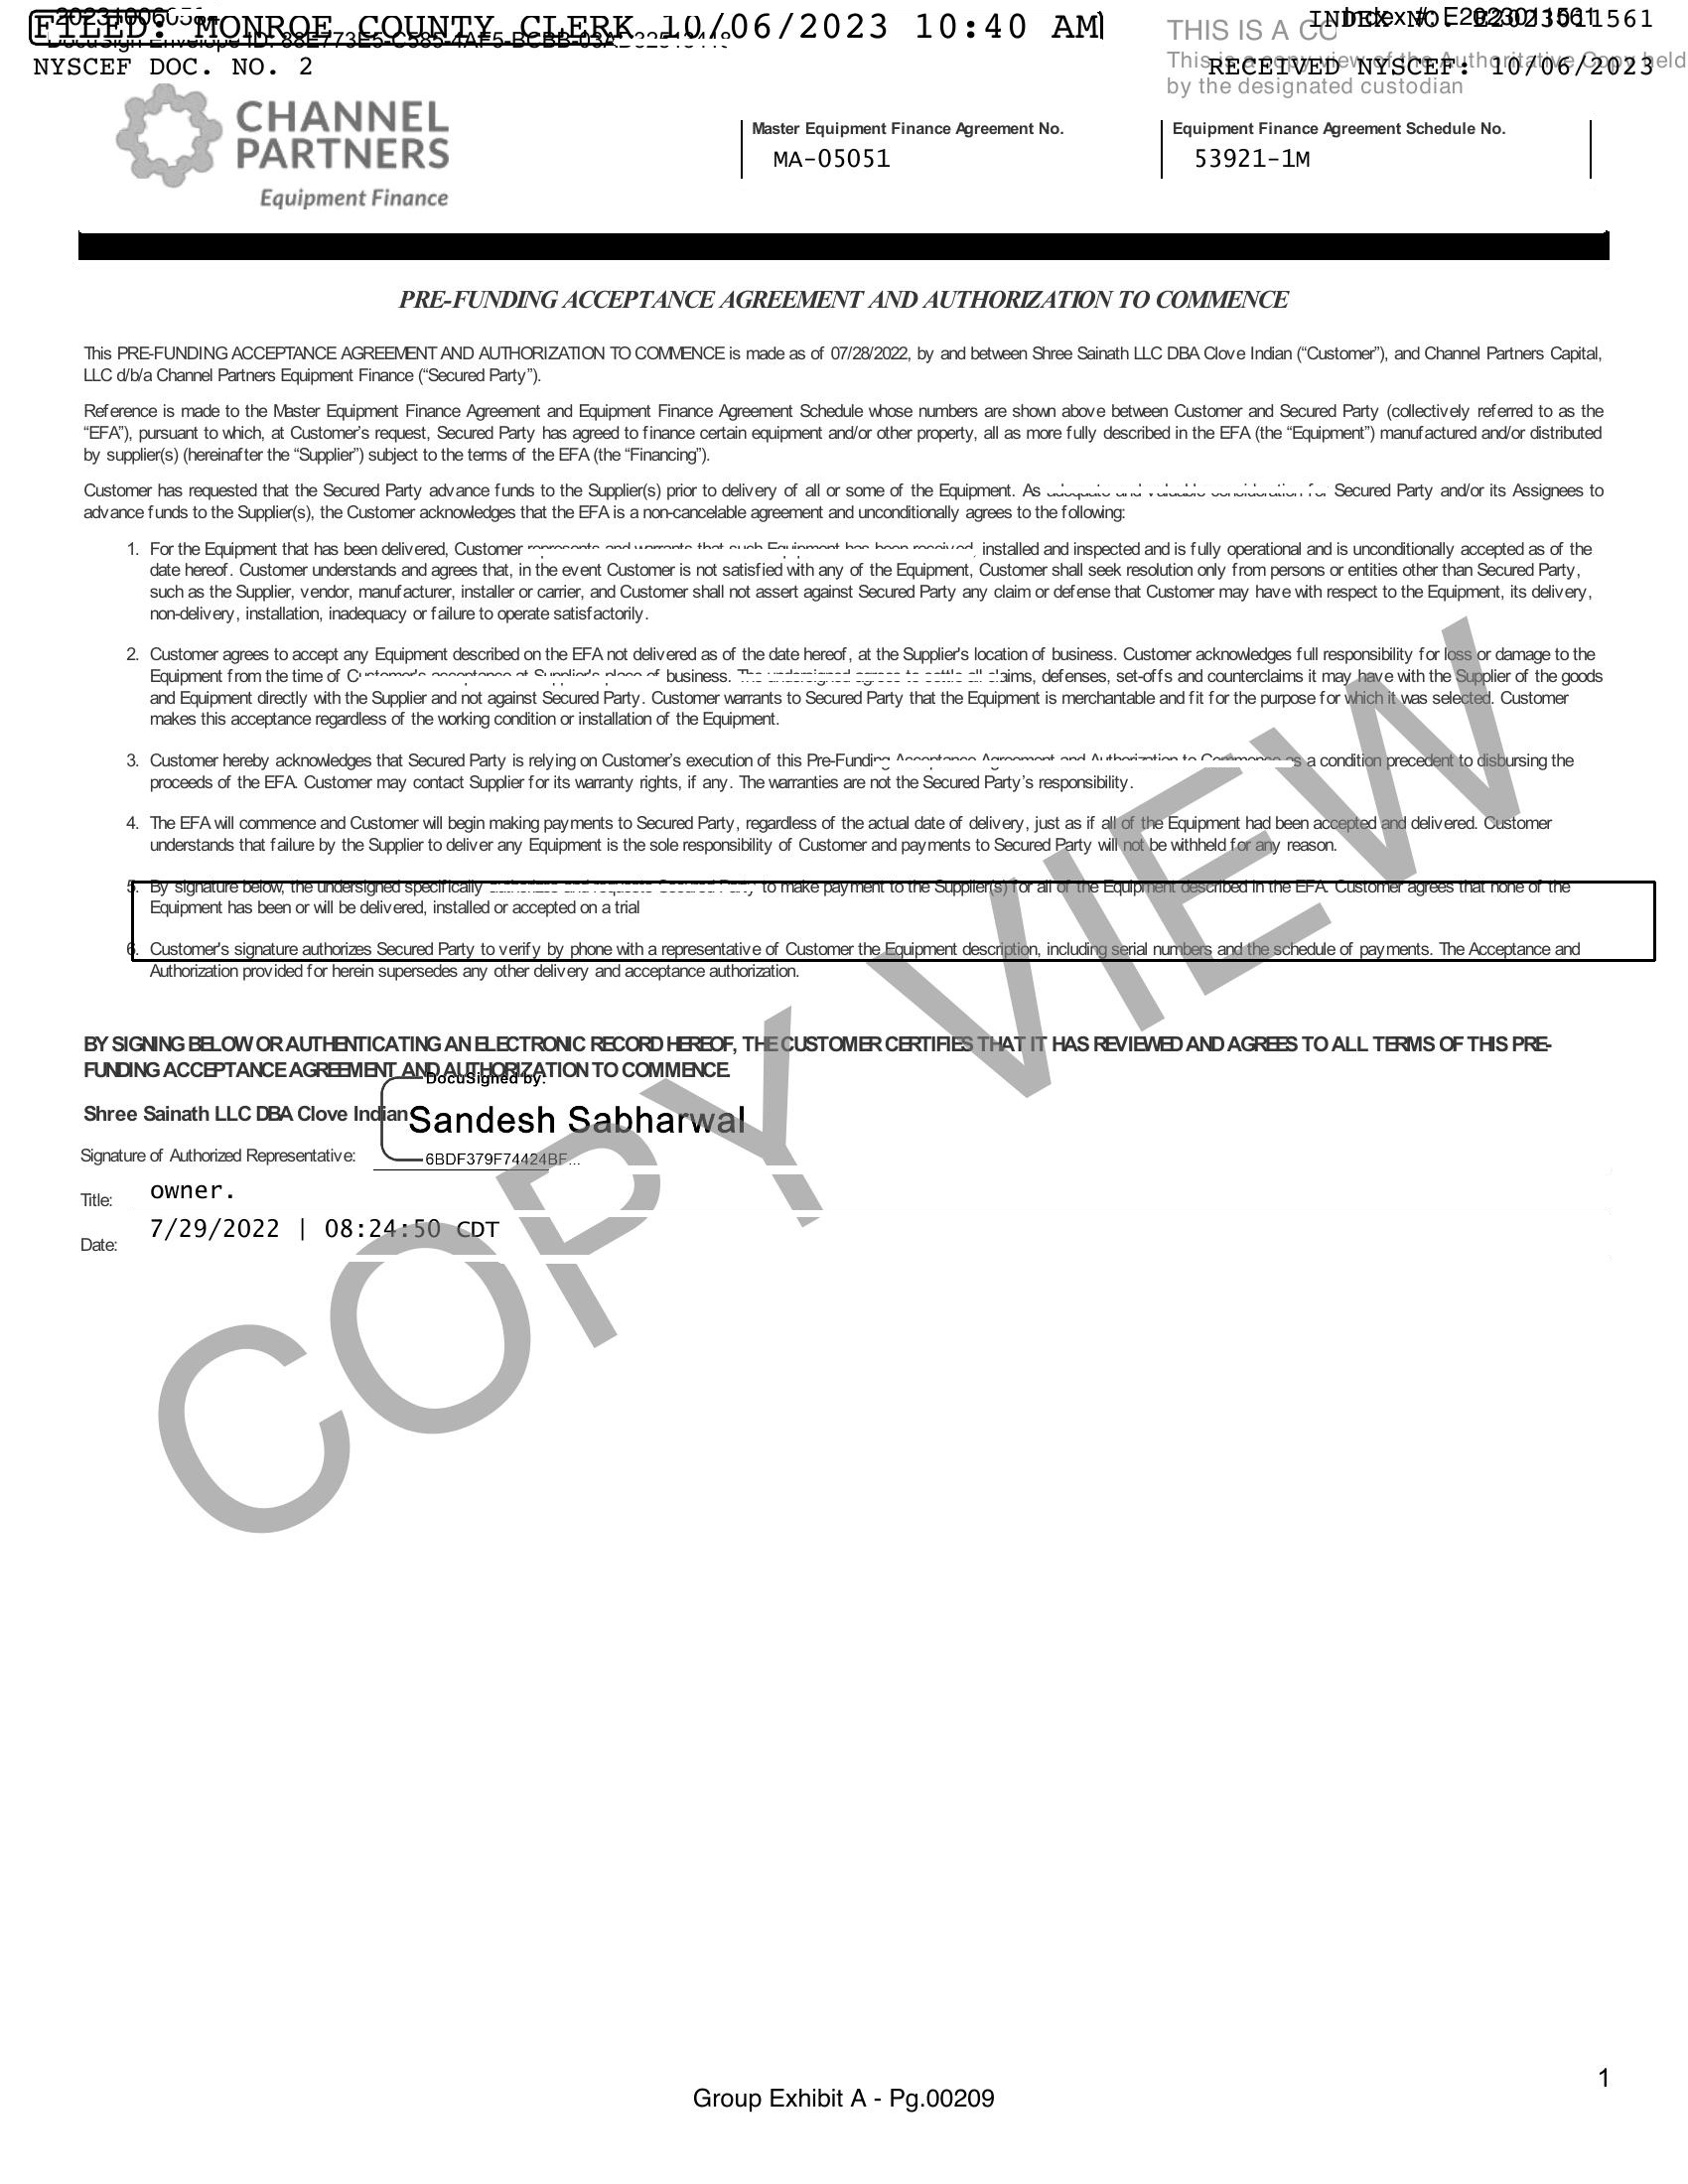 FILED: MONROE COUNTY CLERK 10/06/2023 10:40 AM
NYSCEF DOC. NO. 2
THIS IS A
This is a copy view of the Authoritative Copy held
by the designated custodian
RECEIVED NYSCEF: 10/06/2023
CHANNEL
PARTNERS
Equipment Finance
Master Equipment Finance Agreement No.
MA-05051
Equipment Finance Agreement Schedule No.
53921-1M
PRE-FUNDING ACCEPTANCE AGREEMENT AND AUTHORIZATION TO COMMENCE
This PRE-FUNDING ACCEPTANCE AGREEMENT AND AUTHORIZATION TO COMMENCE is made as of 07/28/2022, by and between Shree Sainath LLC DBA Clove Indian (“Customer”), and Channel Partners Capital,
LLC d/b/a Channel Partners Equipment Finance (“Secured Party”).
Reference is made to the Master Equipment Finance Agreement and Equipment Finance Agreement Schedule whose numbers are shown above between Customer and Secured Party (collectively referred to as the
“EFA”), pursuant to which, at Customer’s request, Secured Party has agreed to finance certain equipment and/or other property, all as more fully described in the EFA (the “Equipment”) manufactured and/or distributed
by supplier(s) (hereinafter the “Supplier”) subject to the terms of the EFA (the “Financing”).
Customer has requested that the Secured Party advance funds to the Supplier(s) prior to delivery of all or some of the Equipment. As Secured Party and/or its Assignees to
advance funds to the Supplier(s), the Customer acknowledges that the EFA is a non-cancelable agreement and unconditionally agrees to the following:
1. For the Equipment that has been delivered, Customer represents and warrants that such Equipment has been received, installed and inspected and is fully operational and is unconditionally accepted as of the
date hereof. Customer understands and agrees that, in the event Customer is not satisfied with any of the Equipment, Customer shall seek resolution only from persons or entities other than Secured Party,
such as the Supplier, vendor, manufacturer, installer or carrier, and Customer shall not assert against Secured Party any claim or defense that Customer may have with respect to the Equipment, its delivery,
non-delivery, installation, inadequacy or failure to operate satisfactorily.
2. Customer agrees to accept any Equipment described on the EFA not delivered as of the date hereof, at the Supplier's location of business. Customer acknowledges full responsibility for loss or damage to the
Equipment from the time of Customer's acceptance at Supplier's place of business. The undersigned agrees to settle all claims, defenses, set-offs and counterclaims it may have with the Supplier of the goods
and Equipment directly with the Supplier and not against Secured Party. Customer warrants to Secured Party that the Equipment is merchantable and fit for the purpose for which it was selected. Customer
makes this acceptance regardless of the working condition or installation of the Equipment.
3. Customer hereby acknowledges that Secured Party is relying on Customer’s execution of this Pre-Funding Acceptance Agreement and Authorization to Commence as a condition precedent to disbursing the
proceeds of the EFA. Customer may contact Supplier for its warranty rights, if any. The warranties are not the Secured Party’s responsibility.
4. The EFA will commence and Customer will begin making payments to Secured Party, regardless of the actual date of delivery, just as if all of the Equipment had been accepted and delivered. Customer
understands that failure by the Supplier to deliver any Equipment is the sole responsibility of Customer and payments to Secured Party will not be withheld for any reason.
5. By signature below, the undersigned specifically authorizes and requests Secured Party to make payment to the Supplier(s) for all of the Equipment described in the EFA. Customer agrees that none of the
Equipment has been or will be delivered, installed or accepted on a trial
6. Customer's signature authorizes Secured Party to verify by phone with a representative of Customer the Equipment description, including serial numbers and the schedule of payments. The Acceptance and
Authorization provided for herein supersedes any other delivery and acceptance authorization.
BY SIGNING BELOW OR AUTHENTICATING AN ELECTRONIC RECORD HEREOF, THE CUSTOMER CERTIFIES THAT IT HAS REVIEWED AND AGREES TO ALL TERMS OF THIS PRE-
FUNDING ACCEPTANCE AGREEMENT AND AUTHORIZATION TO COMMENCE.
DocuSigned by:
Shree Sainath LLC DBA Clove Indian
Sandesh Sabharwal
Signature of Authorized Representative:
6BDF379F74424BF...
Title: owner.
Date: 7/29/2022 | 08:24:50 CDT
COPY VIEW
1
Group Exhibit A - Pg.00209